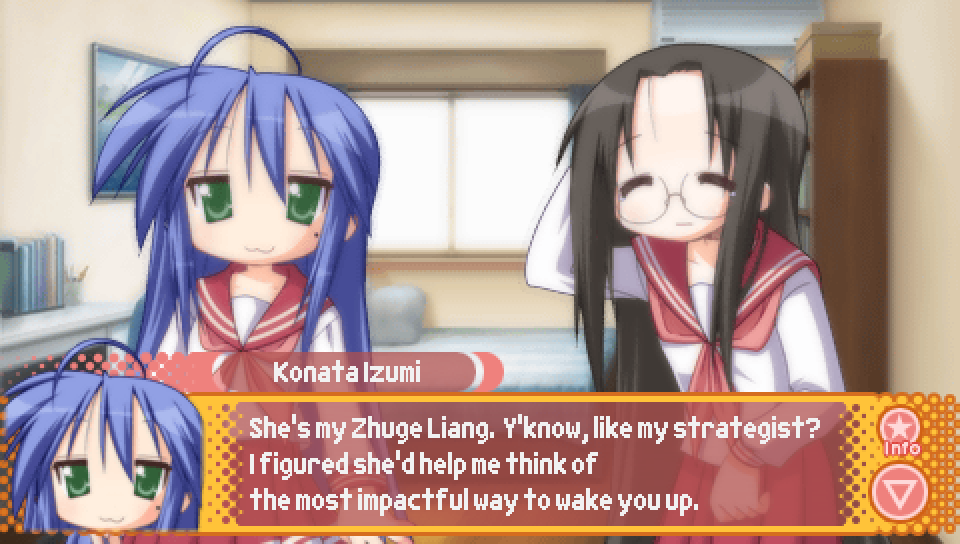 Konata Izumi
She's my Zhuge Liang. Y'know, like my strategist?
I figured she'd help me think of
the most impactful way to wake you up.
Info